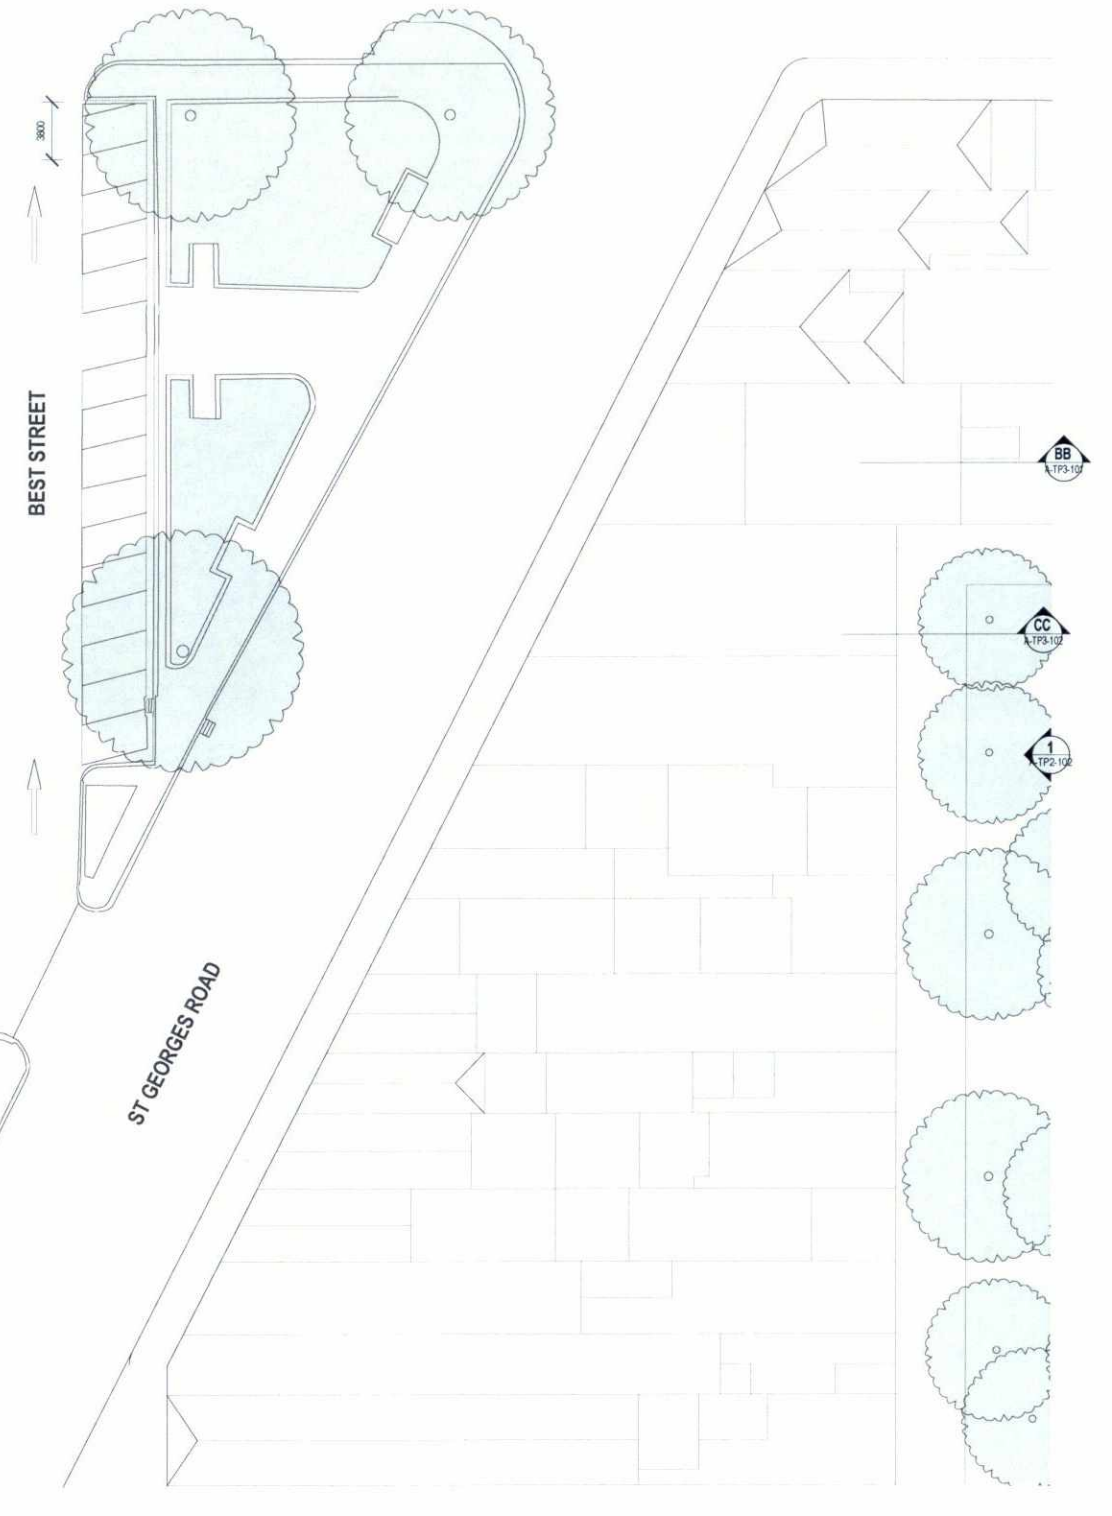 3800
BEST STREET
BB
A-TP3-101
CC
A-TP3-102
1
A-TP2-102
ST GEORGES ROAD